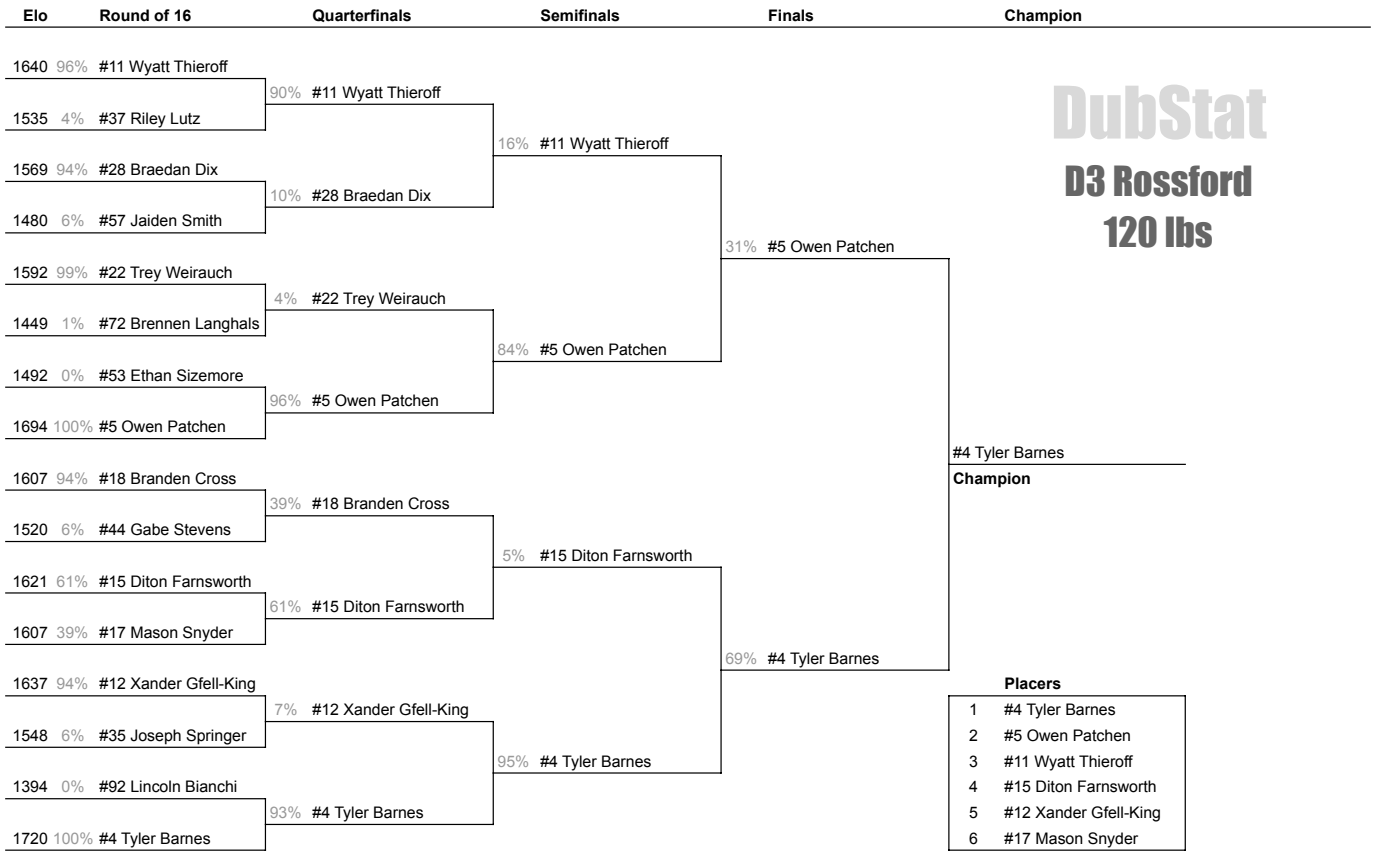 Elo Round of 16 Quarterfinals Semifinals Finals Champion
1640 96% #11 Wyatt Thieroff
90% #11 Wyatt Thieroff
DubStat
1535 4% #37 Riley Lutz
16% #11 Wyatt Thieroff
1569 94% #28 Braedan Dix
D3 Rossford
10% #28 Braedan Dix
1480 6% #57 Jaiden Smith
120 lbs
31% #5 Owen Patchen
1592 99% #22 Trey Weirauch
4% #22 Trey Weirauch
1449 1% #72 Brennen Langhals
84% #5 Owen Patchen
1492 0% #53 Ethan Sizemore
96% #5 Owen Patchen
1694 100% #5 Owen Patchen
#4 Tyler Barnes
1607 94% #18 Branden Cross
Champion
39% #18 Branden Cross
1520 6% #44 Gabe Stevens
5% #15 Diton Farnsworth
1621 61% #15 Diton Farnsworth
61% #15 Diton Farnsworth
1607 39% #17 Mason Snyder
69% #4 Tyler Barnes
1637 94% #12 Xander Gfell-King
Placers
7% #12 Xander Gfell-King
1 #4 Tyler Barnes
1548 6% #35 Joseph Springer
2 #5 Owen Patchen
95% #4 Tyler Barnes
3 #11 Wyatt Thieroff
1394 0% #92 Lincoln Bianchi
4 #15 Diton Farnsworth
93% #4 Tyler Barnes
5 #12 Xander Gfell-King
1720 100% #4 Tyler Barnes
6 #17 Mason Snyder